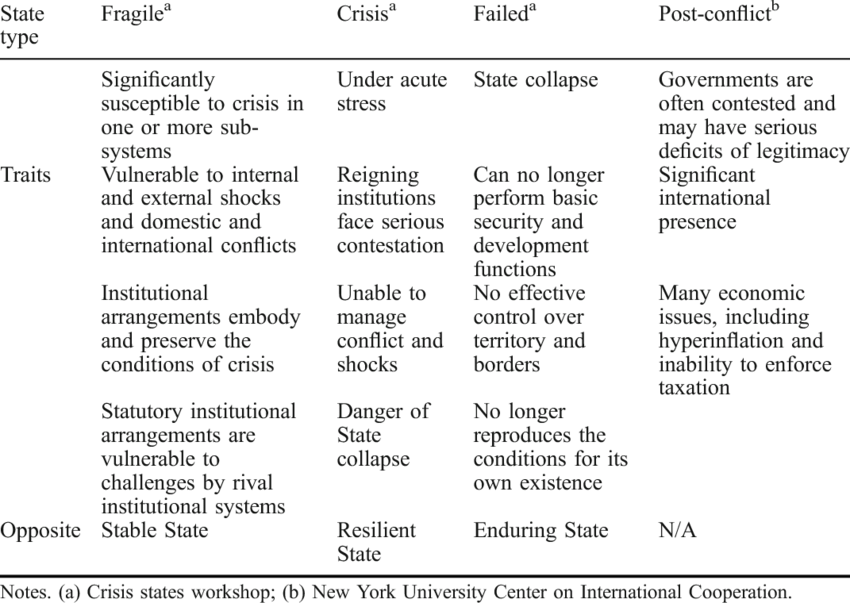 State type Fragile^a Crisis^a Failed^a Post-conflict^b
Significantly
susceptible to crisis in
one or more sub-
systems
Under acute
stress
State collapse
Governments are
often contested and
may have serious
deficits of legitimacy
Traits
Vulnerable to internal
and external shocks
and domestic and
international conflicts
Reigning
institutions
face serious
contestation
Can no longer
perform basic
security and
development
functions
Significant
international
presence
Institutional
arrangements embody
and preserve the
conditions of crisis
Unable to
manage
conflict and
shocks
No effective
control over
territory and
borders
Many economic
issues, including
hyperinflation and
inability to enforce
taxation
Statutory institutional
arrangements are
vulnerable to
challenges by rival
institutional systems
Danger of
State
collapse
No longer
reproduces the
conditions for its
own existence
Opposite
Stable State
Resilient
State
Enduring State
N/A
Notes. (a) Crisis states workshop; (b) New York University Center on International Cooperation.